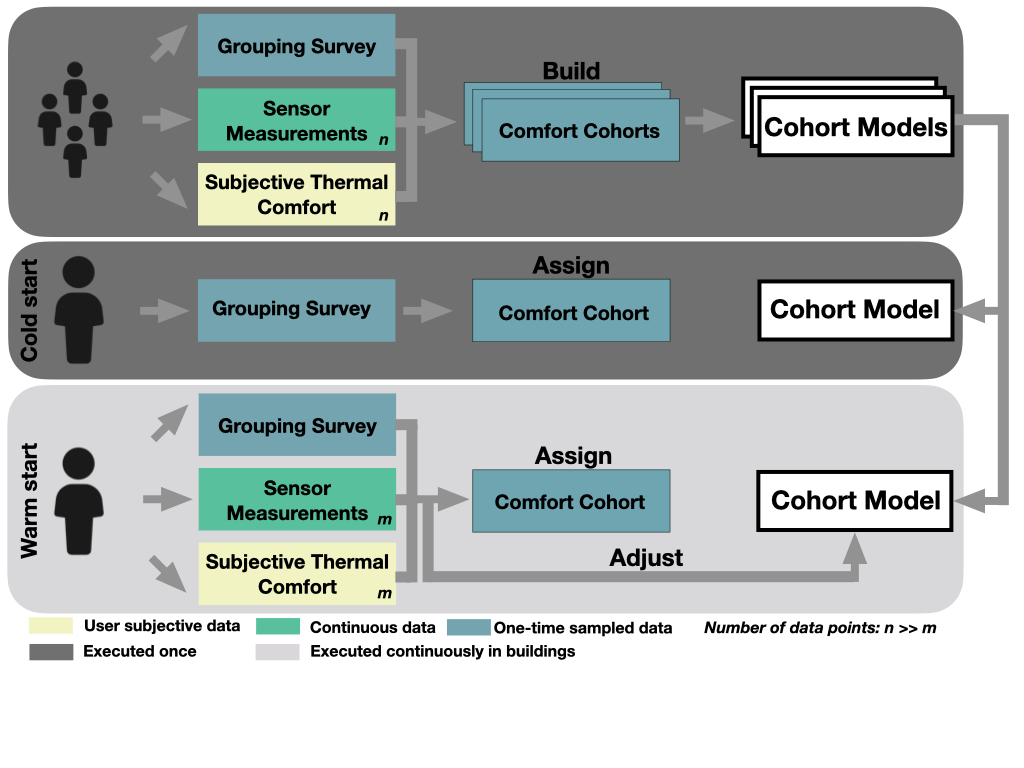 Grouping Survey
Sensor
Measurements n
Subjective Thermal
Comfort n
Build
Comfort Cohorts
Cohort Models
Cold start
Grouping Survey
Assign
Comfort Cohort
Cohort Model
Warm start
Grouping Survey
Sensor
Measurements m
Subjective Thermal
Comfort m
Assign
Comfort Cohort
Adjust
Cohort Model
User subjective data
Continuous data
One-time sampled data
Number of data points: n >> m
Executed once
Executed continuously in buildings